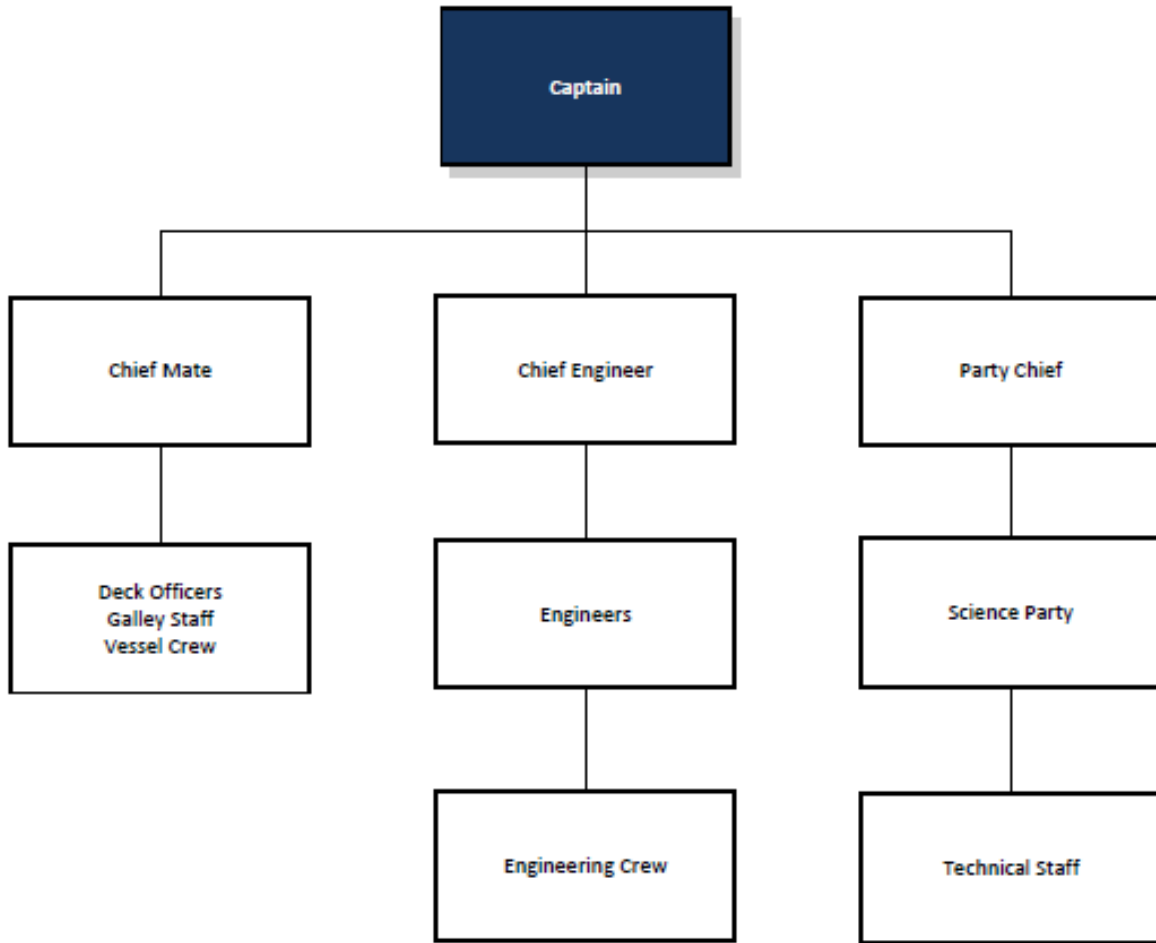 Captain
Chief Mate
Chief Engineer
Party Chief
Deck Officers
Galley Staff
Vessel Crew
Engineers
Science Party
Engineering Crew
Technical Staff